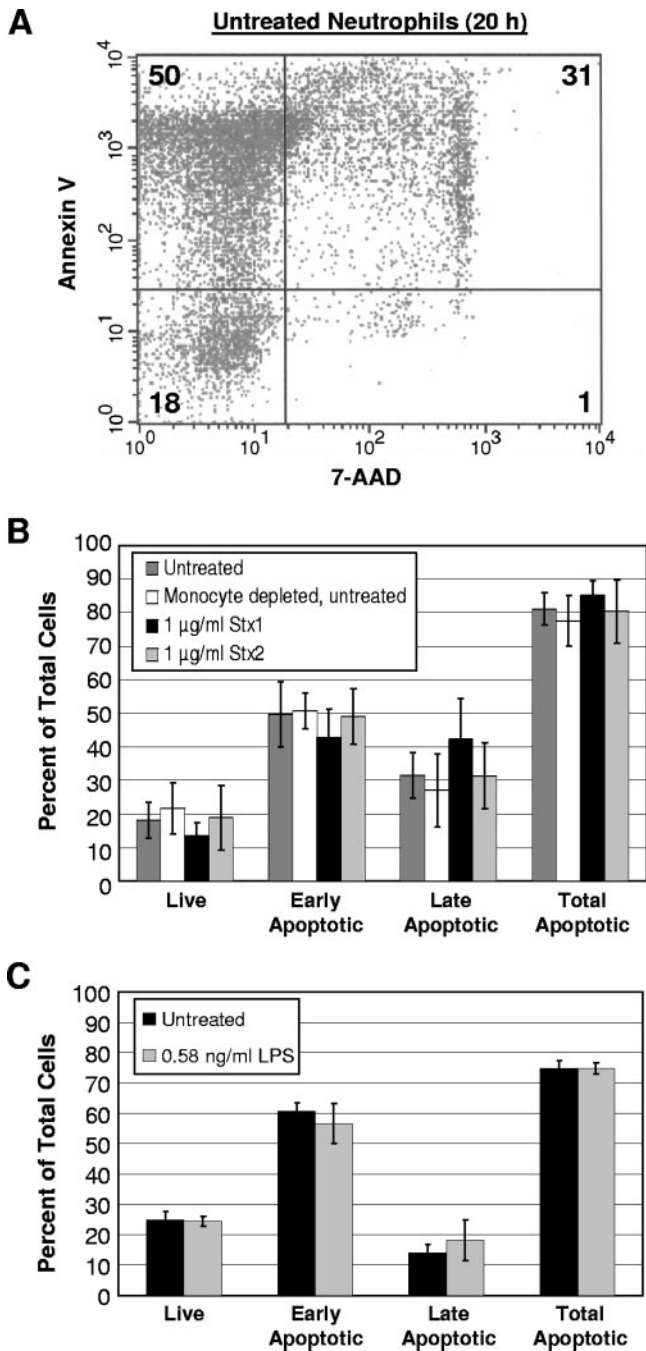 A
Untreated Neutrophils (20 h)
10^4
10^3
10^2
10^1
10^0
Annexin V
50
31
18
1
10^0 10^1 10^2 10^3 10^4
7-AAD
B
100
90
80
70
60
50
40
30
20
10
0
Percent of Total Cells
Untreated
Monocyte depleted, untreated
1 µg/ml Stx1
1 µg/ml Stx2
Live Early Apoptotic Late Apoptotic Total Apoptotic
C
100
90
80
70
60
50
40
30
20
10
0
Percent of Total Cells
Untreated
0.58 ng/ml LPS
Live Early Apoptotic Late Apoptotic Total Apoptotic